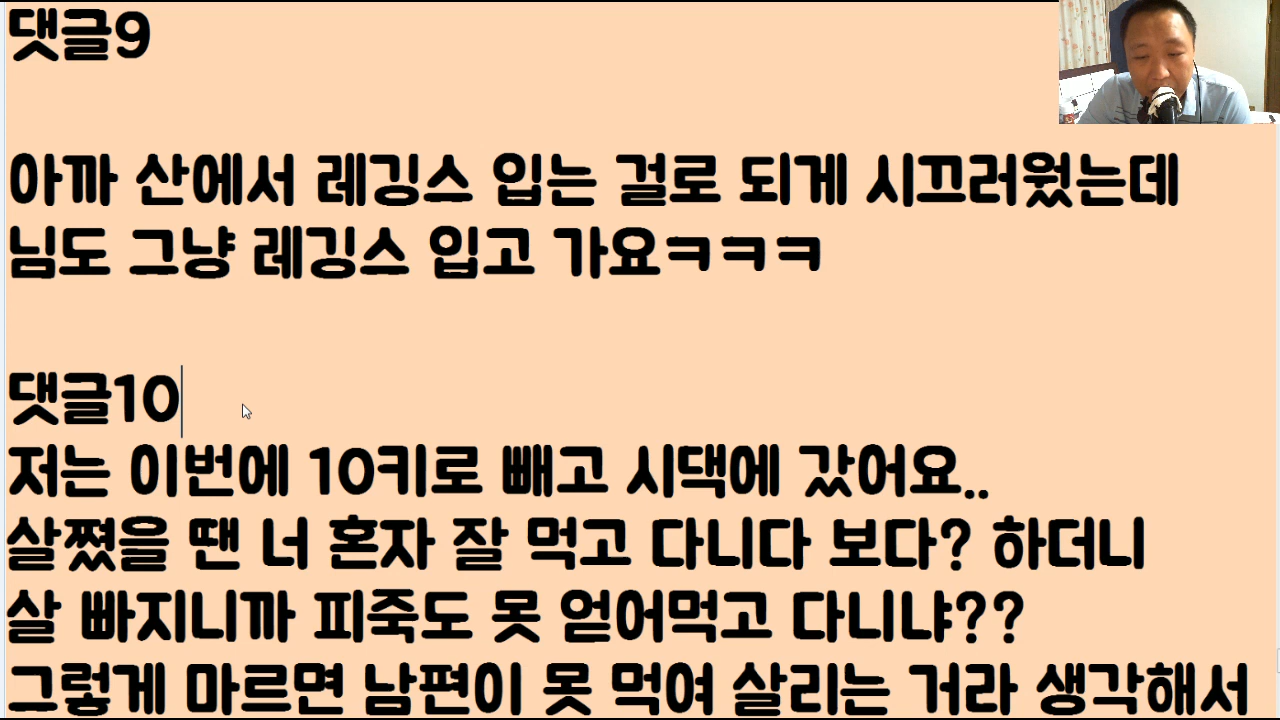 댓글9
아까 산에서 레깅스 입는 걸로 되게 시끄러웠는데
님도 그냥 레깅스 입고 가요ㅋㅋㅋ
댓글10
저는 이번에 10키로 빼고 시댁에 갔어요..
살쪘을 땐 너 혼자 잘 먹고 다니다 보다? 하더니
살 빠지니까 피죽도 못 얻어먹고 다니냐??
그렇게 마르면 남편이 못 먹여 살리는 거라 생각해서